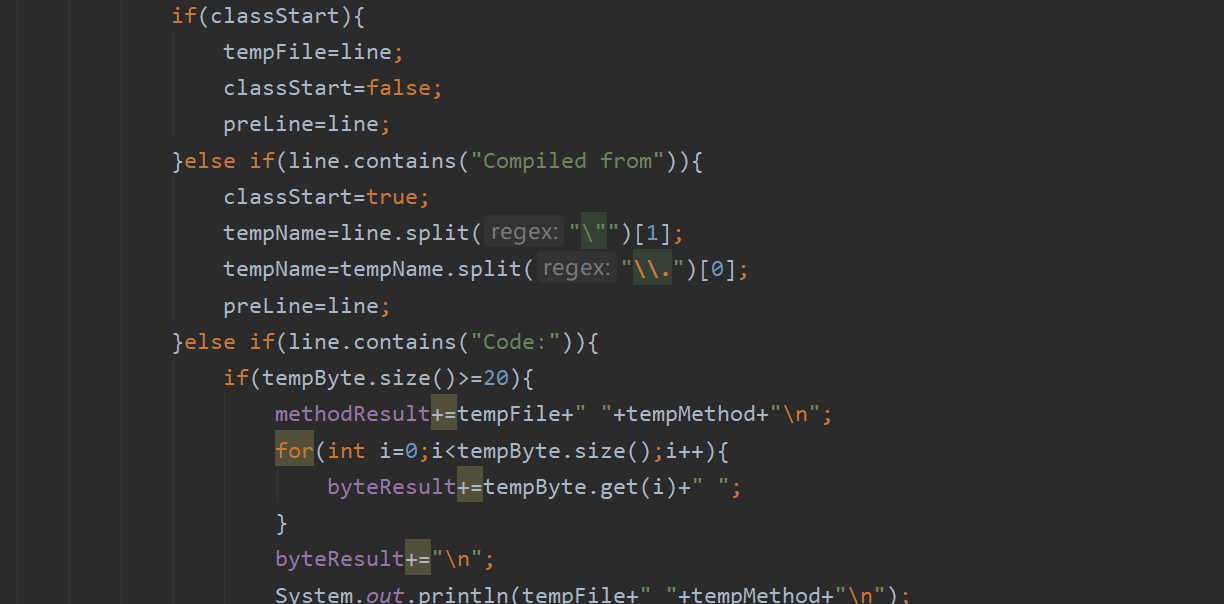 if(classStart){
tempFile=line;
classStart=false;
preLine=line;
}else if(line.contains("Compiled from")){
classStart=true;
tempName=line.split( regex: "\"")[1];
tempName=tempName.split( regex: "\\.")[0];
preLine=line;
}else if(line.contains("Code:")){
if(tempByte.size()>=20){
methodResult+=tempFile+" "+tempMethod+"\n";
for(int i=0;i<tempByte.size();i++){
byteResult+=tempByte.get(i)+" ";
}
byteResult+="\n";
System.out.println(tempFile+" "+tempMethod+"\n");